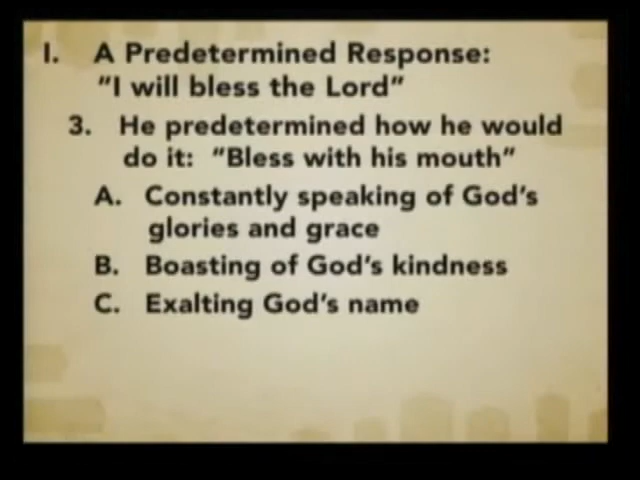 I. A Predetermined Response:
"I will bless the Lord"
3. He predetermined how he would
do it: "Bless with his mouth"
A. Constantly speaking of God's
glories and grace
B. Boasting of God's kindness
C. Exalting God's name